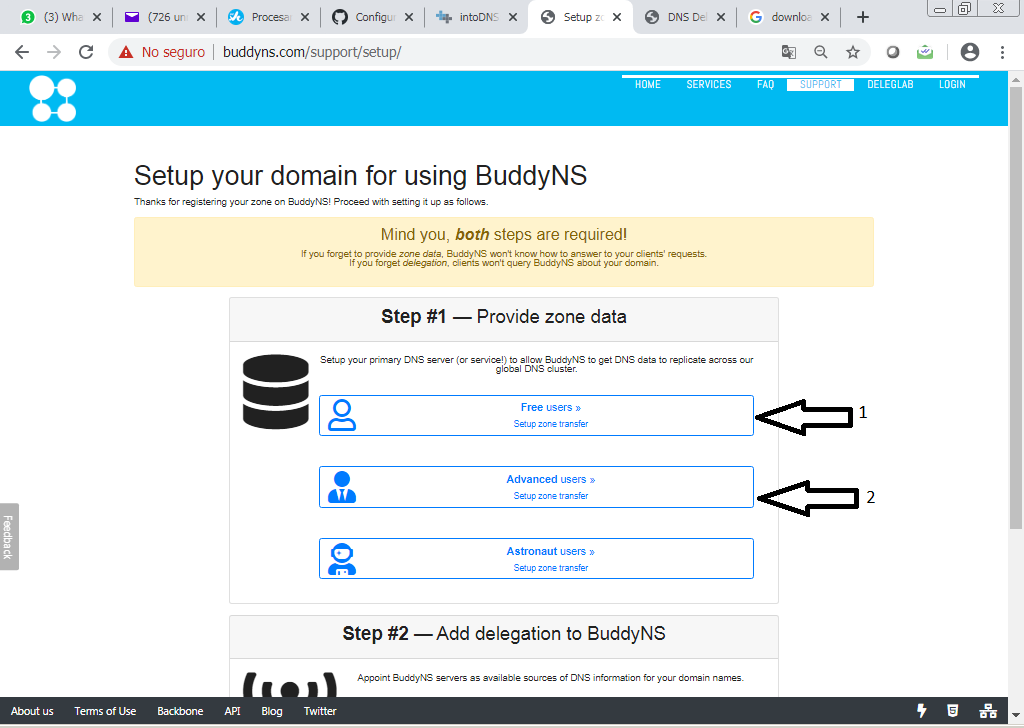 (3) Wha
(726 un
Procesa
Configur
intoDNS
Setup zo
DNS Del
downloa
No seguro
buddyns.com/support/setup/
HOME SERVICES FAQ SUPPORT DELEGLAB LOGIN
Setup your domain for using BuddyNS
Thanks for registering your zone on BuddyNS! Proceed with setting it up as follows.
Mind you, both steps are required!
If you forget to provide zone data, BuddyNS won't know how to answer to your clients' requests.
If you forget delegation, clients won't query BuddyNS about your domain.
Step #1 — Provide zone data
Setup your primary DNS server (or service!) to allow BuddyNS to get DNS data to replicate across our
global DNS cluster.
Free users »
Setup zone transfer
1
Advanced users »
Setup zone transfer
2
Astronaut users »
Setup zone transfer
Feedback
Step #2 — Add delegation to BuddyNS
Appoint BuddyNS servers as available sources of DNS information for your domain names.
About us Terms of Use Backbone API Blog Twitter